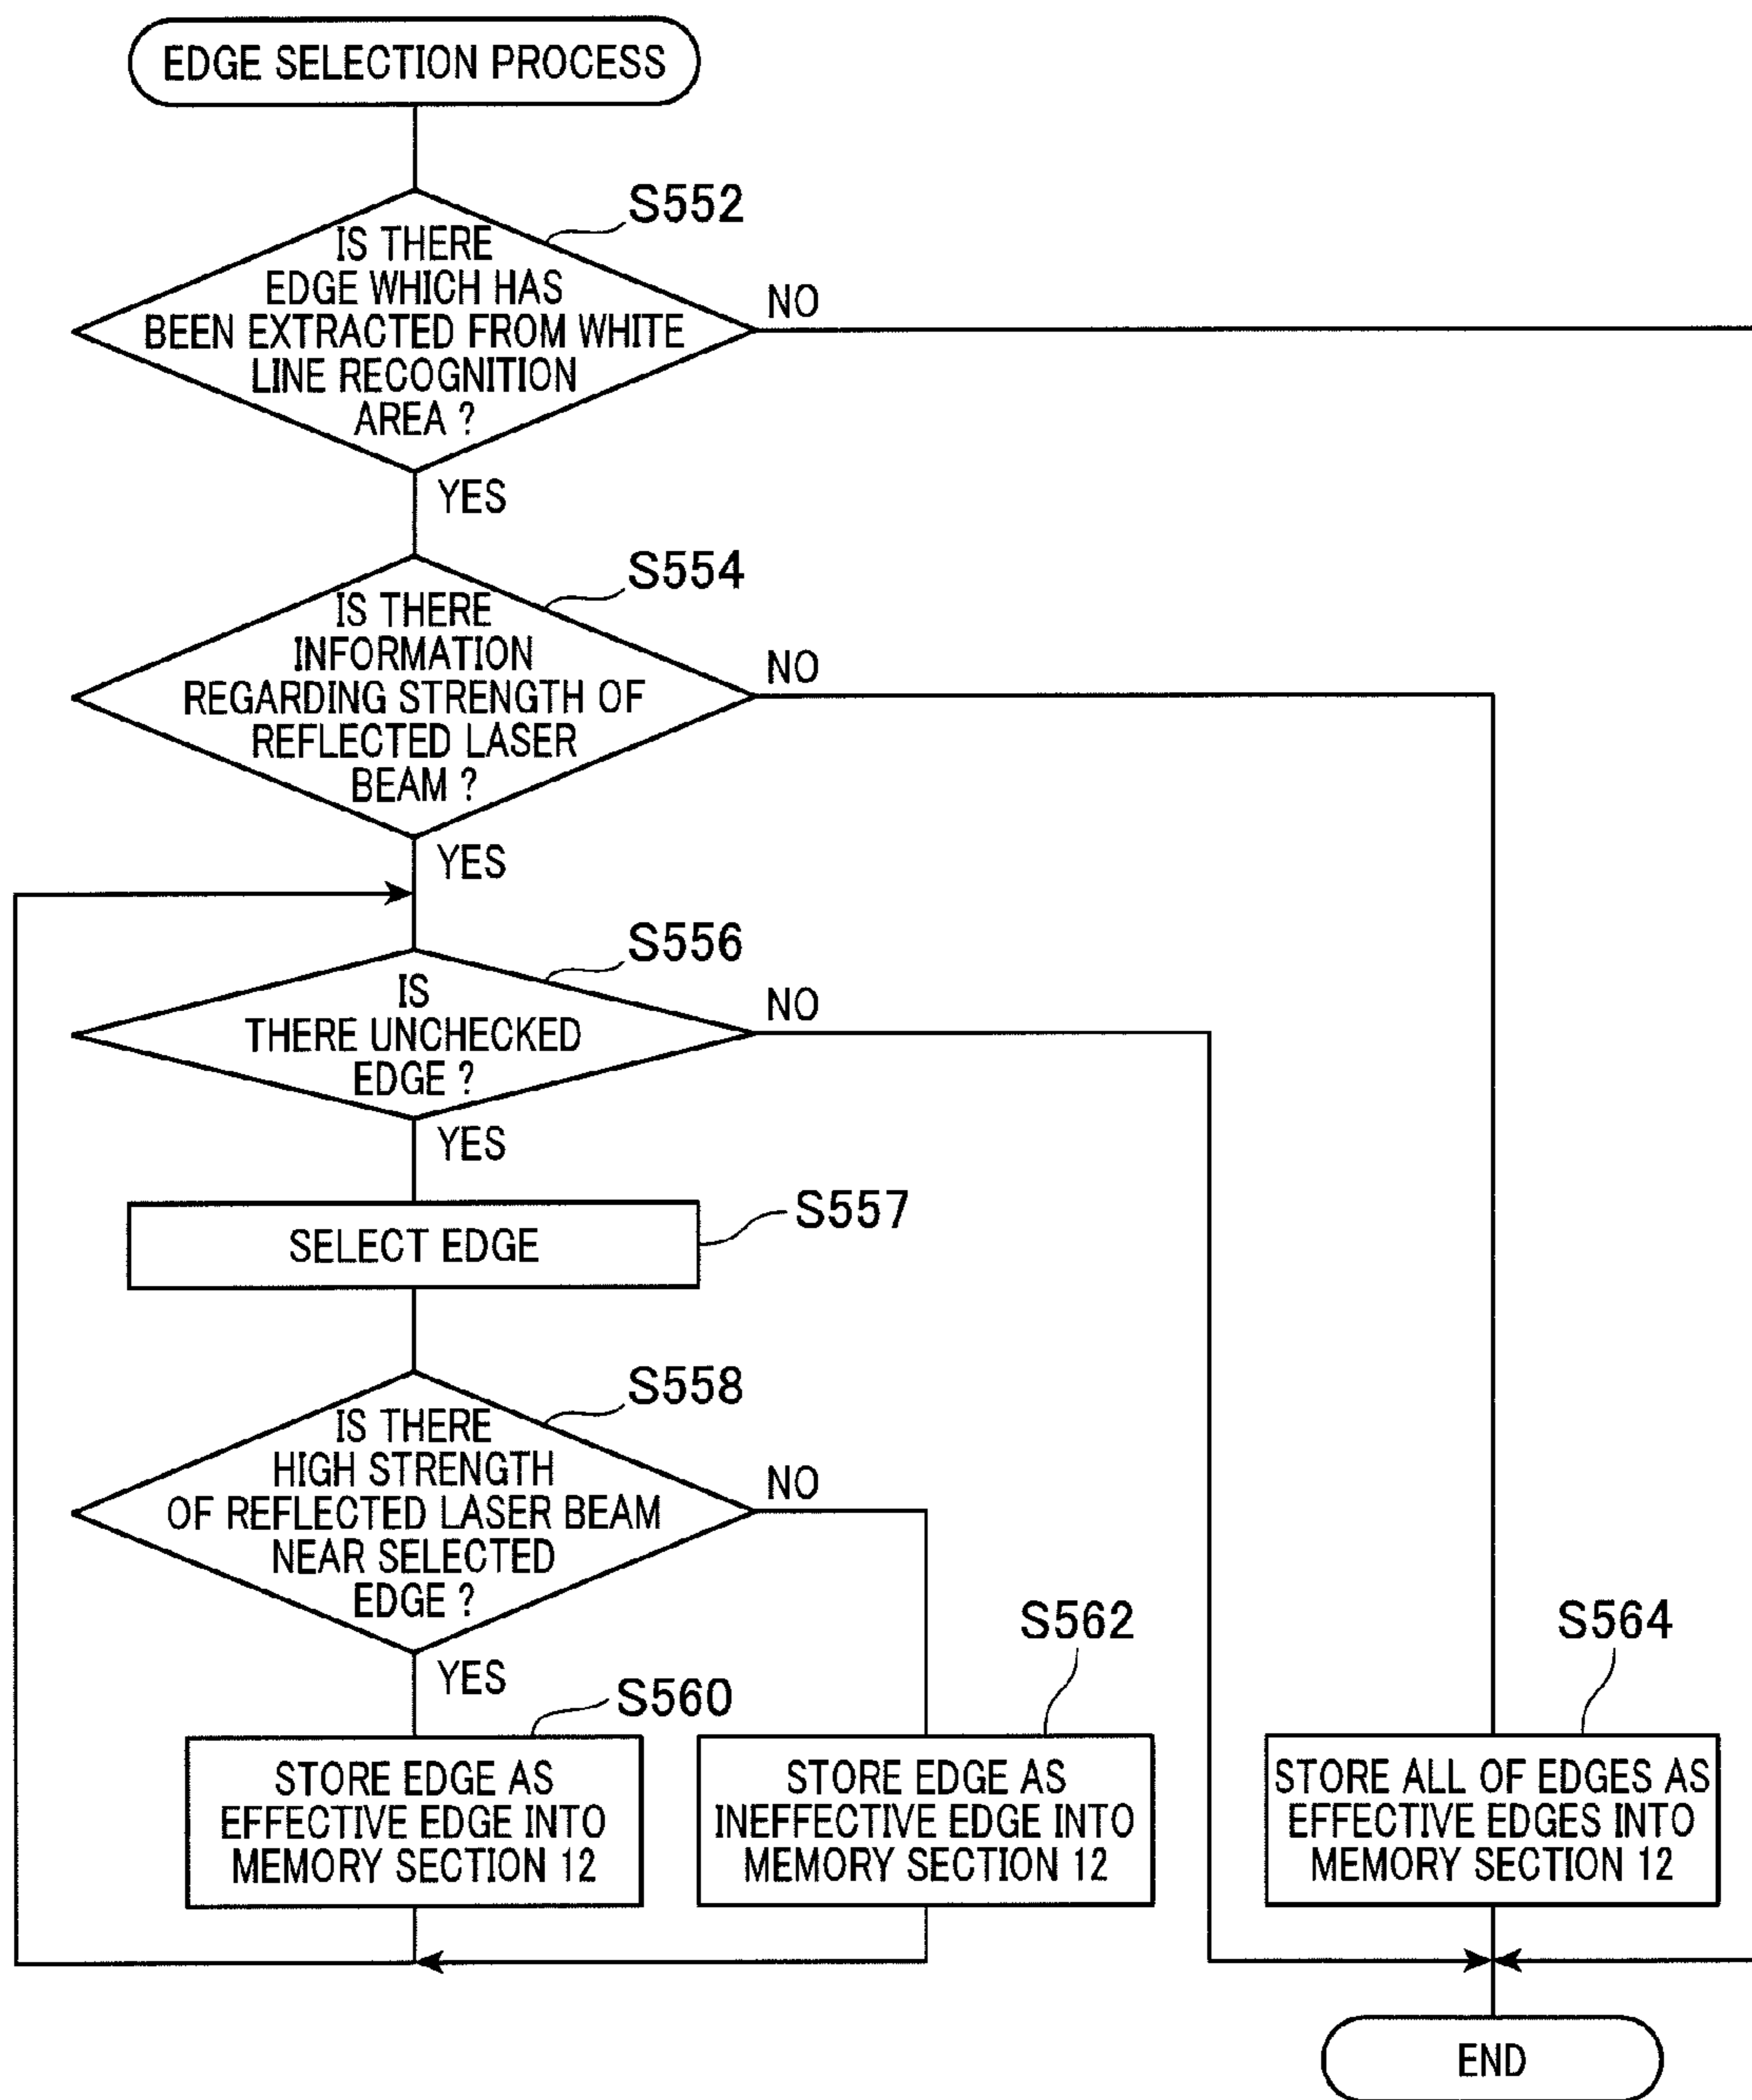 EDGE SELECTION PROCESS
S552
IS THERE
EDGE WHICH HAS
BEEN EXTRACTED FROM WHITE
LINE RECOGNITION
AREA ?
NO
YES
S554
IS THERE
INFORMATION
REGARDING STRENGTH OF
REFLECTED LASER
BEAM ?
NO
YES
S556
IS
THERE UNCHECKED
EDGE ?
NO
YES
S557
SELECT EDGE
S558
IS THERE
HIGH STRENGTH
OF REFLECTED LASER BEAM
NEAR SELECTED
EDGE ?
NO
YES
S560
STORE EDGE AS
EFFECTIVE EDGE INTO
MEMORY SECTION 12
S562
STORE EDGE AS
INEFFECTIVE EDGE INTO
MEMORY SECTION 12
S564
STORE ALL OF EDGES AS
EFFECTIVE EDGES INTO
MEMORY SECTION 12
END